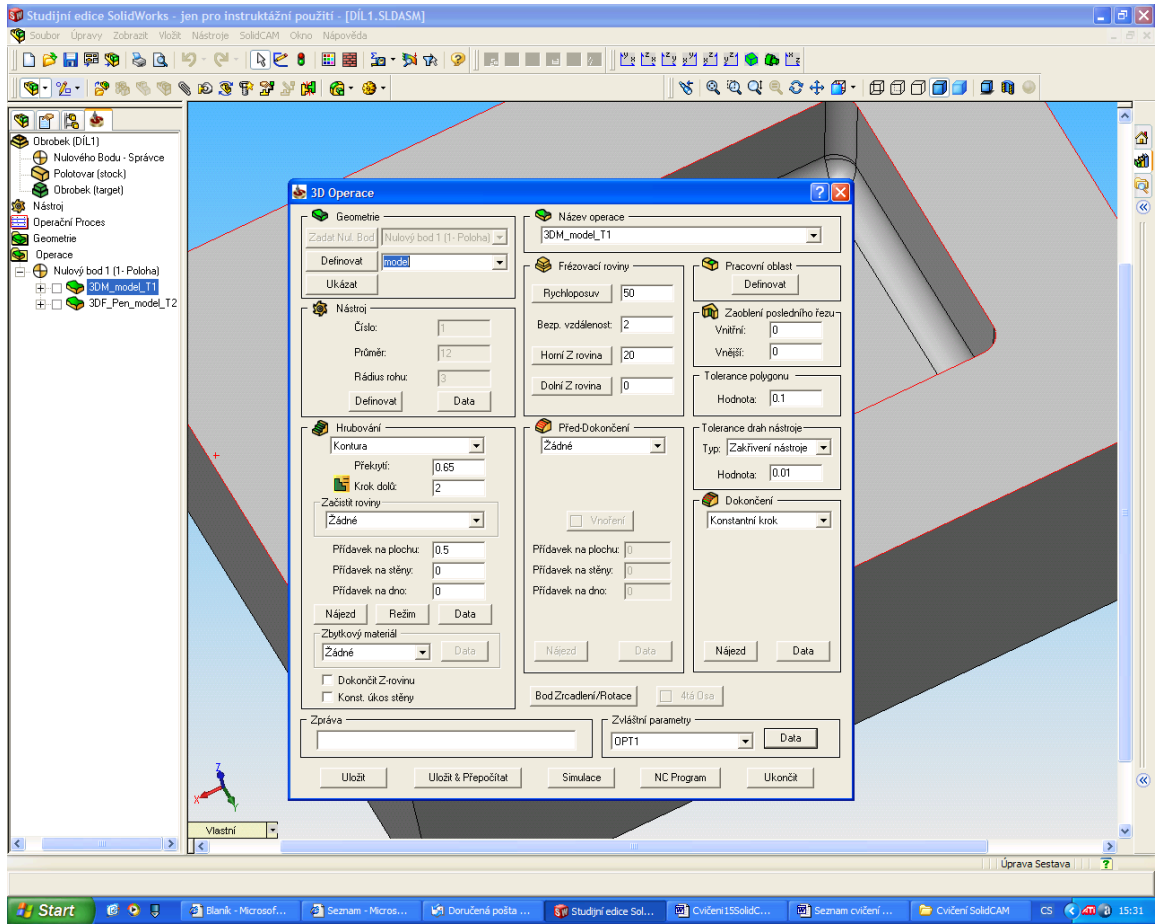 Studijní edice SolidWorks - jen pro instruktážní použití - [DÍL1.SLDASM]
Soubor Úpravy Zobrazit Vložit Nástroje SolidCAM Okno Nápověda
Obrobek (DÍL1)
Nulového Bodu - Správce
Polotovar (stock)
Obrobek (target)
Nástroj
Operační Proces
Geometrie
Operace
Nulový bod 1 (1- Poloha)
3DM_model_T1
3DF_Pen_model_T2
3D Operace
Geometrie
Zadat Nul. Bod Nulový bod 1 (1- Poloha)
Definovat model
Ukázat
Nástroj
Číslo: 1
Průměr: 12
Rádius rohu: 3
Definovat Data
Hrubování
Kontura
Překrytí: 0.65
Krok dolů: 2
Začistit roviny
Žádné
Přídavek na plochu: 0.5
Přídavek na stěny: 0
Přídavek na dno: 0
Nájezd Režim Data
Zbytkový materiál
Žádné Data
Dokončit Z-rovinu
Konst. úkos stěny
Název operace
3DM_model_T1
Frézovací roviny
Rychloposuv 50
Bezp. vzdálenost: 2
Horní Z rovina 20
Dolní Z rovina 0
Před-Dokončení
Žádné
Vnoření
Přídavek na plochu: 0
Přídavek na stěny: 0
Přídavek na dno: 0
Nájezd Data
Pracovní oblast
Definovat
Zaoblení posledního řezu
Vnitřní: 0
Vnější: 0
Tolerance polygonu
Hodnota: 0.1
Tolerance drah nástroje
Typ: Zakřivení nástroje
Hodnota: 0.01
Dokončení
Konstantní krok
Nájezd Data
Bod Zrcadlení/Rotace 4tá Osa
Zpráva
Zvláštní parametry
OPT1 Data
Uložit Uložit & Přepočítat Simulace NC Program Ukončit
Z
X
Y
Vlastní
Úprava Sestava
Start
Blaník - Microsof...
Seznam - Micros...
Doručená pošta ...
Studijní edice Sol...
Cvičení15SolidC...
Seznam cvičení ...
Cvičení SolidCAM
CS
15:31